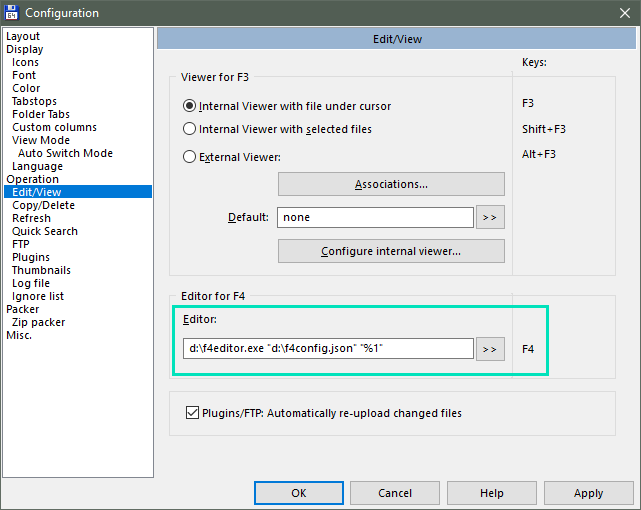 64
Configuration
Layout
Display
Icons
Font
Color
Tabstops
Folder Tabs
Custom columns
View Mode
Auto Switch Mode
Language
Operation
Edit/View
Copy/Delete
Refresh
Quick Search
FTP
Plugins
Thumbnails
Log file
Ignore list
Packer
Zip packer
Misc.
Edit/View
Keys:
Viewer for F3
Internal Viewer with file under cursor
F3
Internal Viewer with selected files
Shift+F3
External Viewer:
Alt+F3
Associations...
Default:
none
>>
Configure internal viewer...
Editor for F4
Editor:
d:\f4editor.exe "d:\f4config.json" "%1"
>>
F4
Plugins/FTP: Automatically re-upload changed files
OK
Cancel
Help
Apply